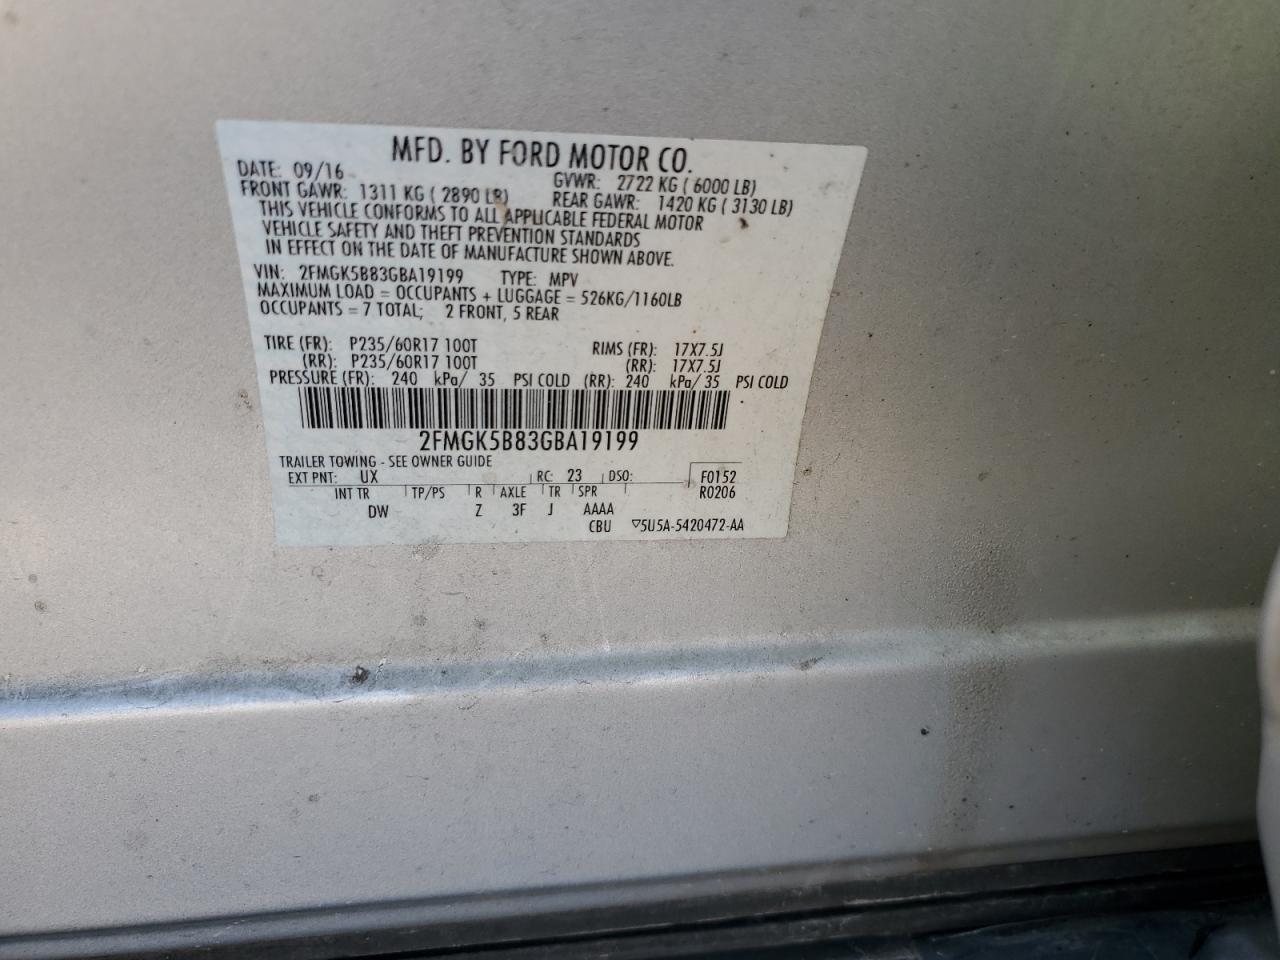 MFD. BY FORD MOTOR CO.
DATE: 09/16 GVWR: 2722 KG ( 6000 LB)
FRONT GAWR: 1311 KG ( 2890 LB) REAR GAWR: 1420 KG ( 3130 LB)
THIS VEHICLE CONFORMS TO ALL APPLICABLE FEDERAL MOTOR
VEHICLE SAFETY AND THEFT PREVENTION STANDARDS
IN EFFECT ON THE DATE OF MANUFACTURE SHOWN ABOVE.
VIN: 2FMGK5B83GBA19199 TYPE: MPV
MAXIMUM LOAD = OCCUPANTS + LUGGAGE = 526KG/1160LB
OCCUPANTS = 7 TOTAL; 2 FRONT, 5 REAR
TIRE (FR): P235/60R17 100T RIMS (FR): 17X7.5J
(RR): P235/60R17 100T (RR): 17X7.5J
PRESSURE (FR): 240 kPa/ 35 PSI COLD (RR): 240 kPa/ 35 PSI COLD
2FMGK5B83GBA19199
TRAILER TOWING - SEE OWNER GUIDE
EXT PNT: UX RC: 23 DSO: F0152
INT TR TP/PS R AXLE TR SPR R0206
DW Z 3F J AAAA
CBU ▽5U5A-5420472-AA